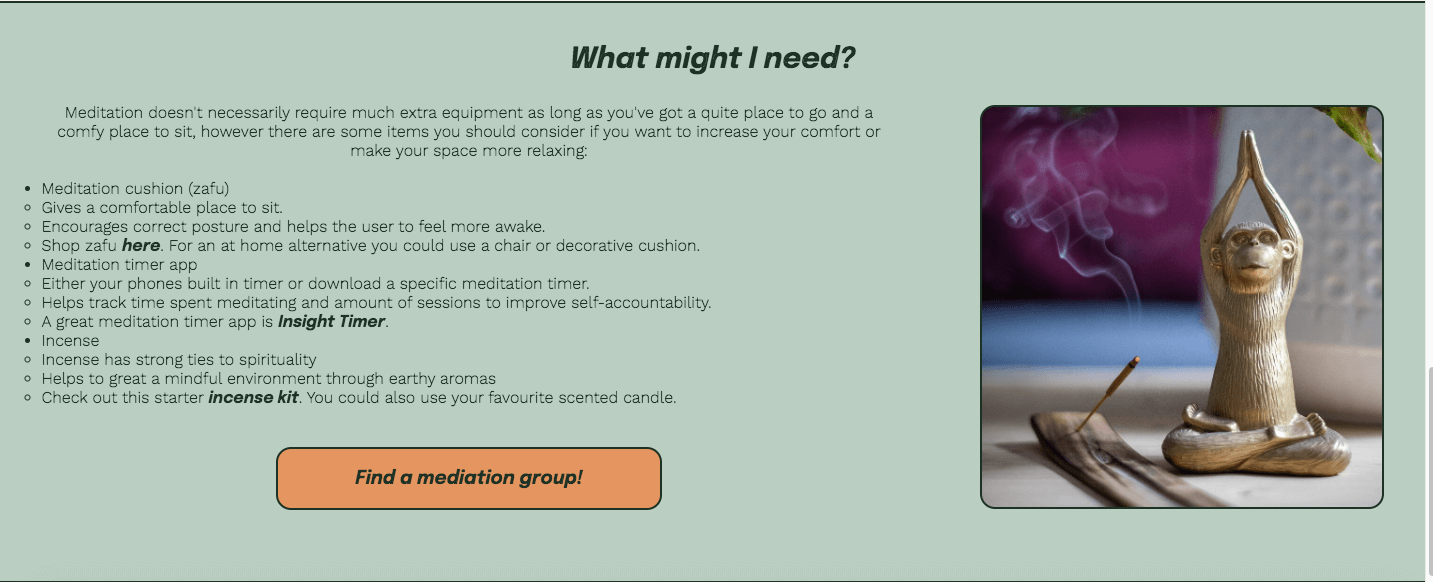 What might I need?
Meditation doesn't necessarily require much extra equipment as long as you've got a quite place to go and a
comfy place to sit, however there are some items you should consider if you want to increase your comfort or
make your space more relaxing:
Meditation cushion (zafu)
Gives a comfortable place to sit.
Encourages correct posture and helps the user to feel more awake.
Shop zafu here. For an at home alternative you could use a chair or decorative cushion.
Meditation timer app
Either your phones built in timer or download a specific meditation timer.
Helps track time spent meditating and amount of sessions to improve self-accountability.
A great meditation timer app is Insight Timer.
Incense
Incense has strong ties to spirituality
Helps to great a mindful environment through earthy aromas
Check out this starter incense kit. You could also use your favourite scented candle.
Find a mediation group!